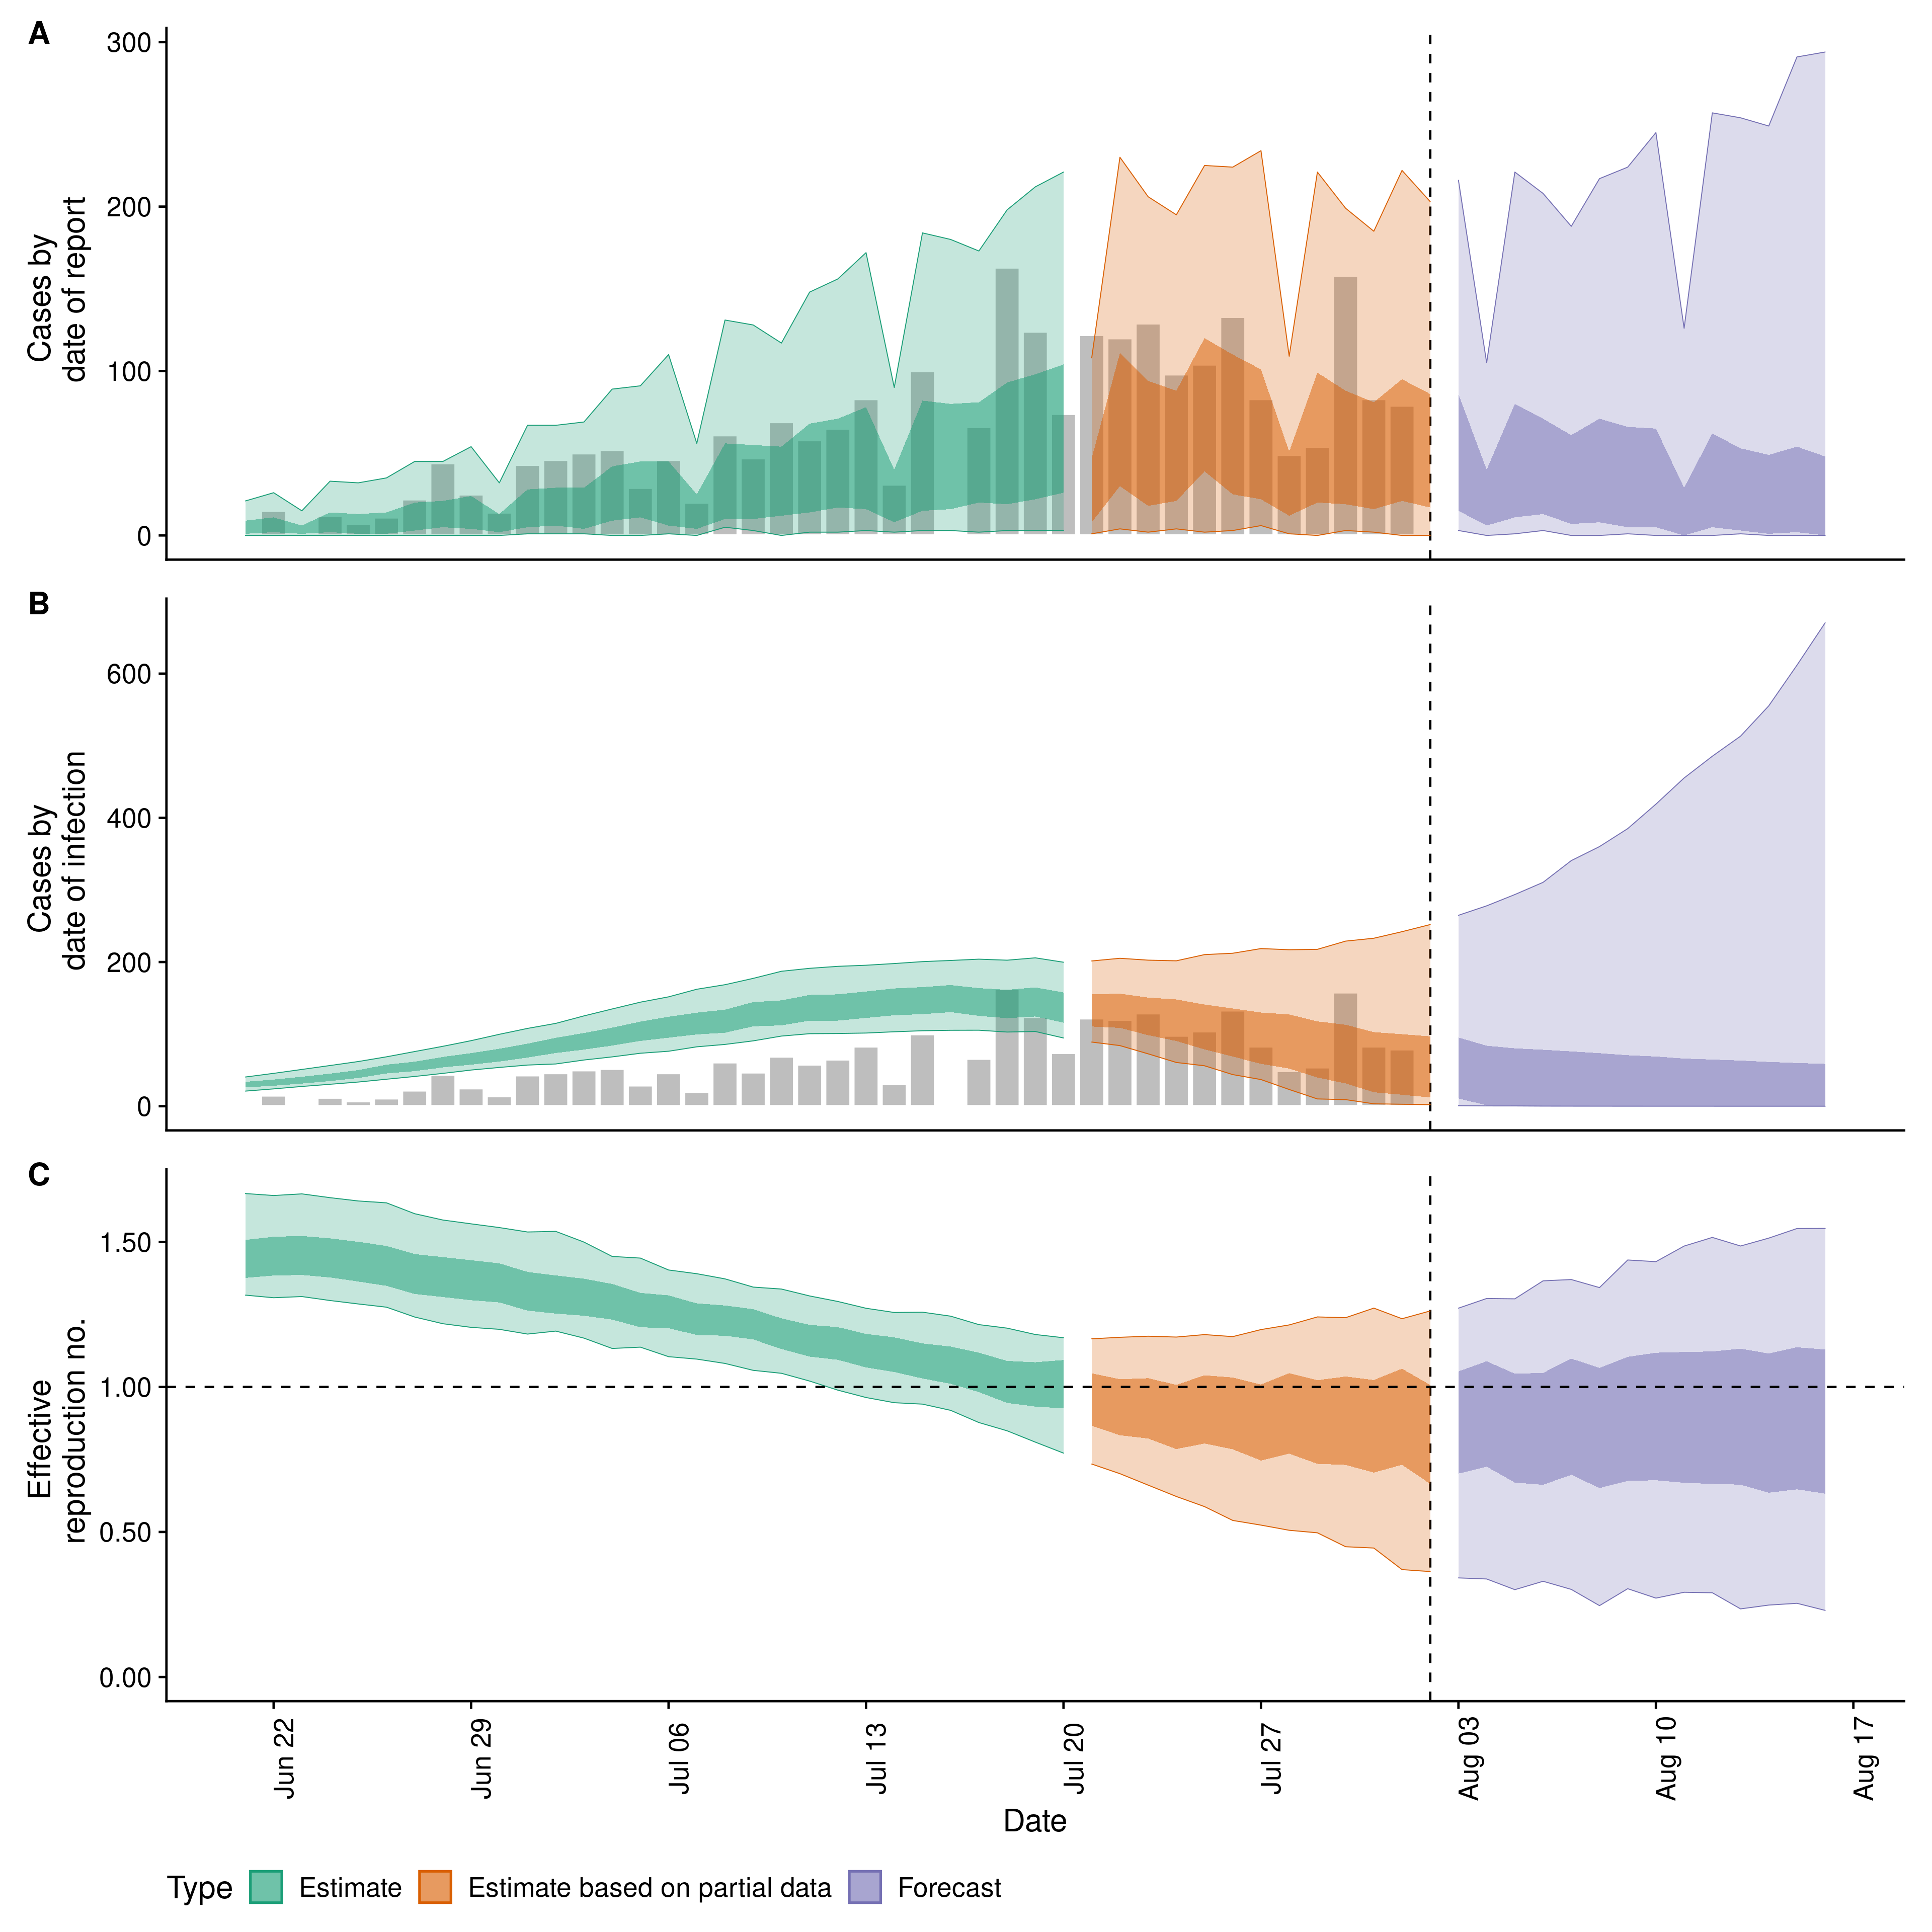 A
Cases by
date of report
300
200
100
0
B
Cases by
date of infection
600
400
200
0
C
Effective
reproduction no.
1.50
1.00
0.50
0.00
Jun 22
Jun 29
Jul 06
Jul 13
Jul 20
Jul 27
Aug 03
Aug 10
Aug 17
Date
Type Estimate Estimate based on partial data Forecast